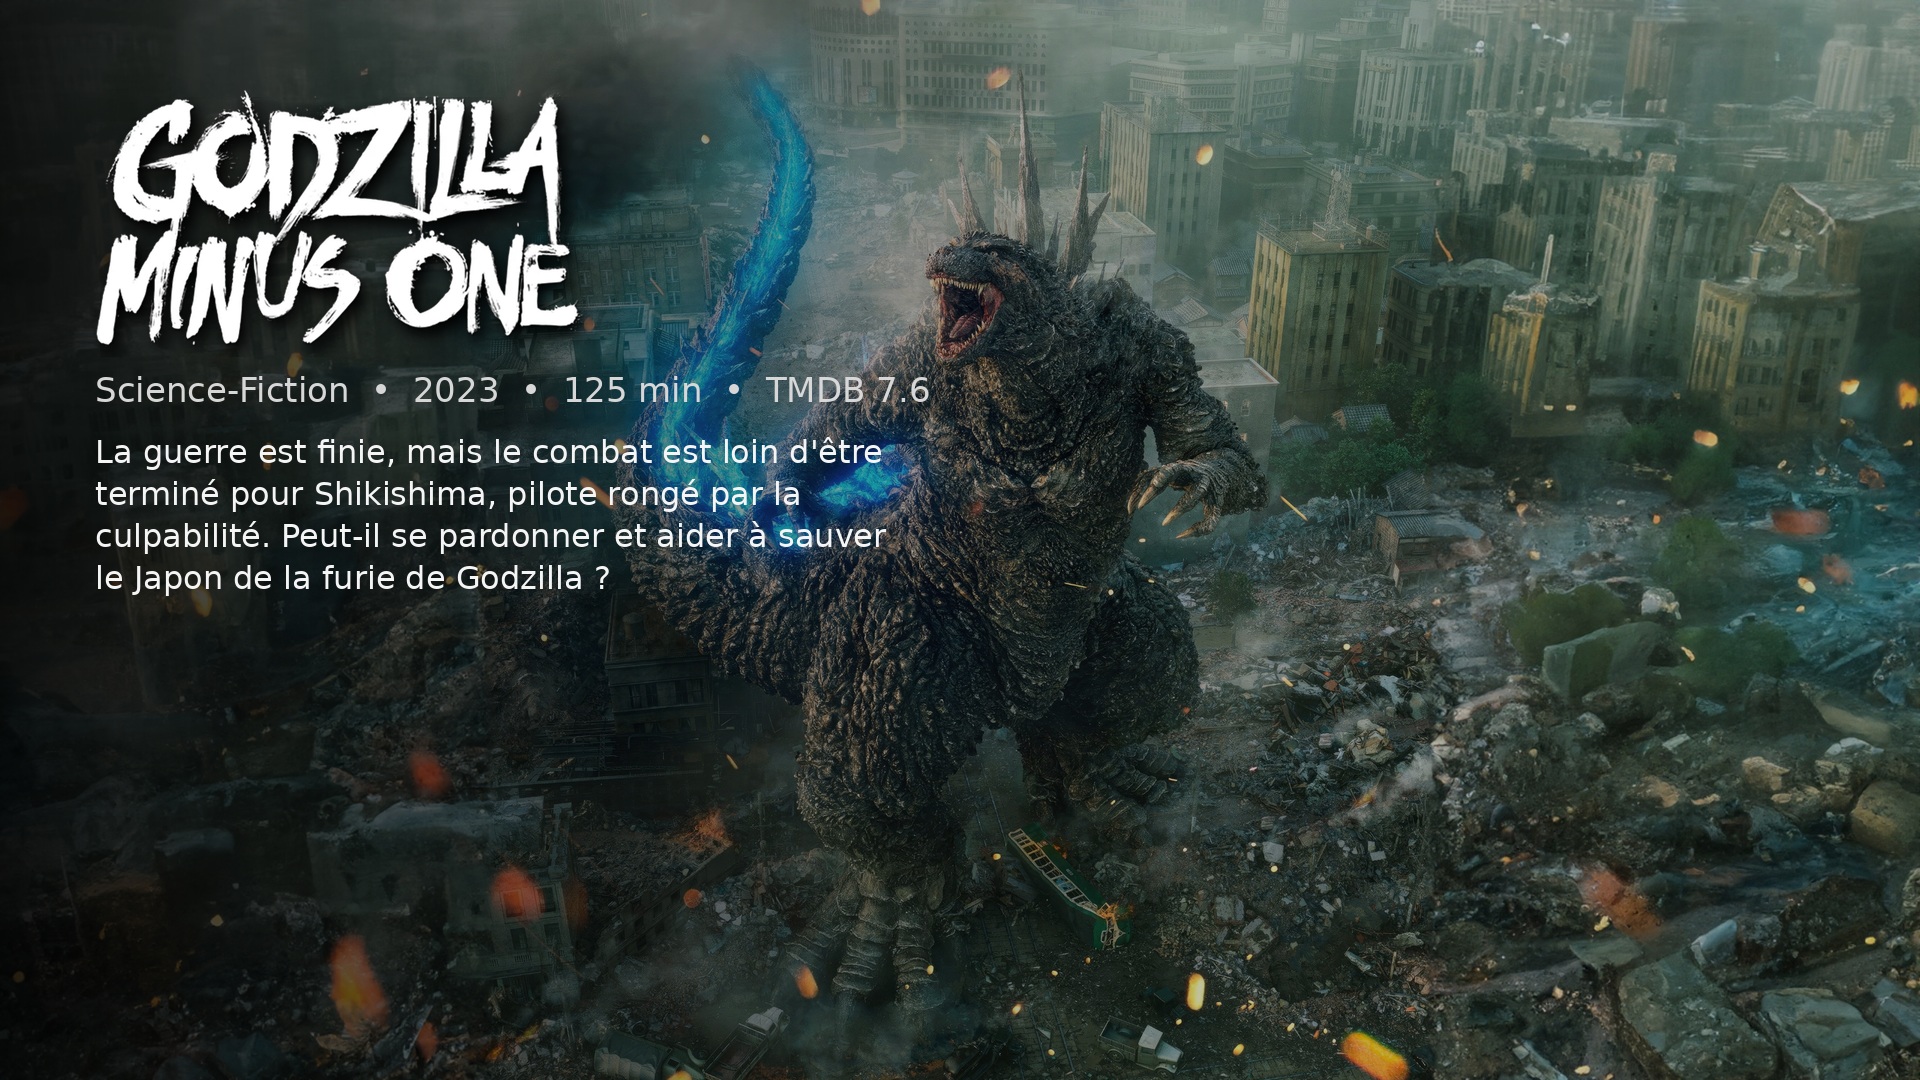 GODZILLA
MINUS ONE
Science-Fiction • 2023 • 125 min • TMDB 7.6
La guerre est finie, mais le combat est loin d'être
terminé pour Shikishima, pilote rongé par la
culpabilité. Peut-il se pardonner et aider à sauver
le Japon de la furie de Godzilla ?